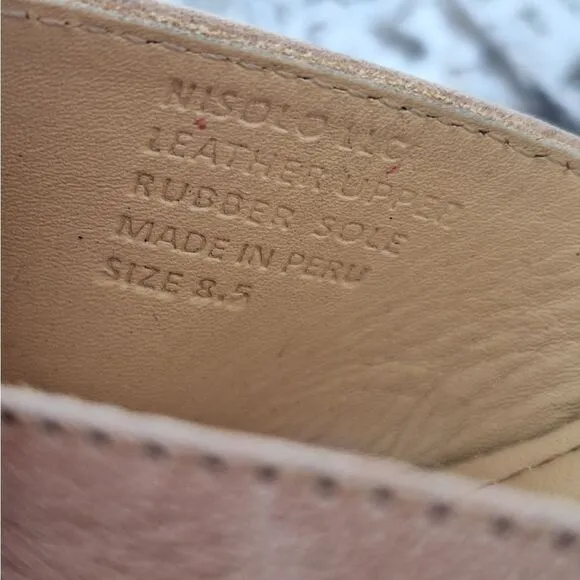 NISOLO LLC
LEATHER UPPER
RUBBER SOLE
MADE IN PERU
SIZE 8.5